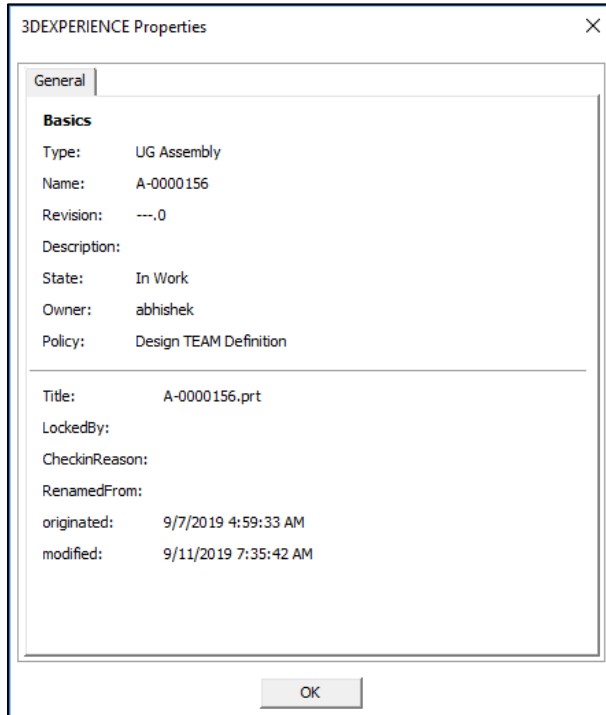 3DEXPERIENCE Properties
General
Basics
Type: UG Assembly
Name: A-0000156
Revision: ---.0
Description:
State: In Work
Owner: abhishek
Policy: Design TEAM Definition
Title: A-0000156.prt
LockedBy:
CheckinReason:
RenamedFrom:
originated: 9/7/2019 4:59:33 AM
modified: 9/11/2019 7:35:42 AM
OK